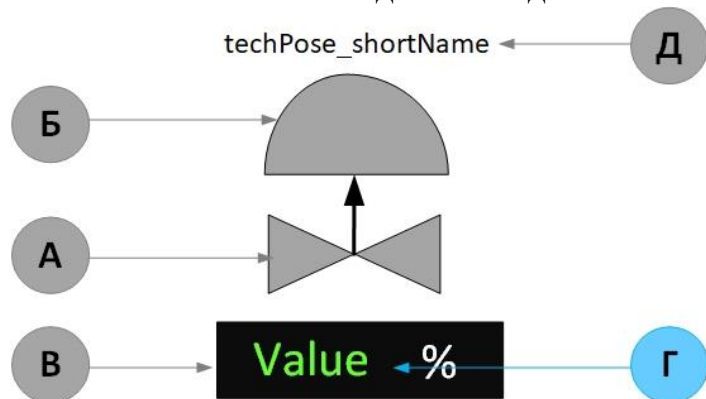 techPose_shortName
Д
Б
А
В
Value %
Г